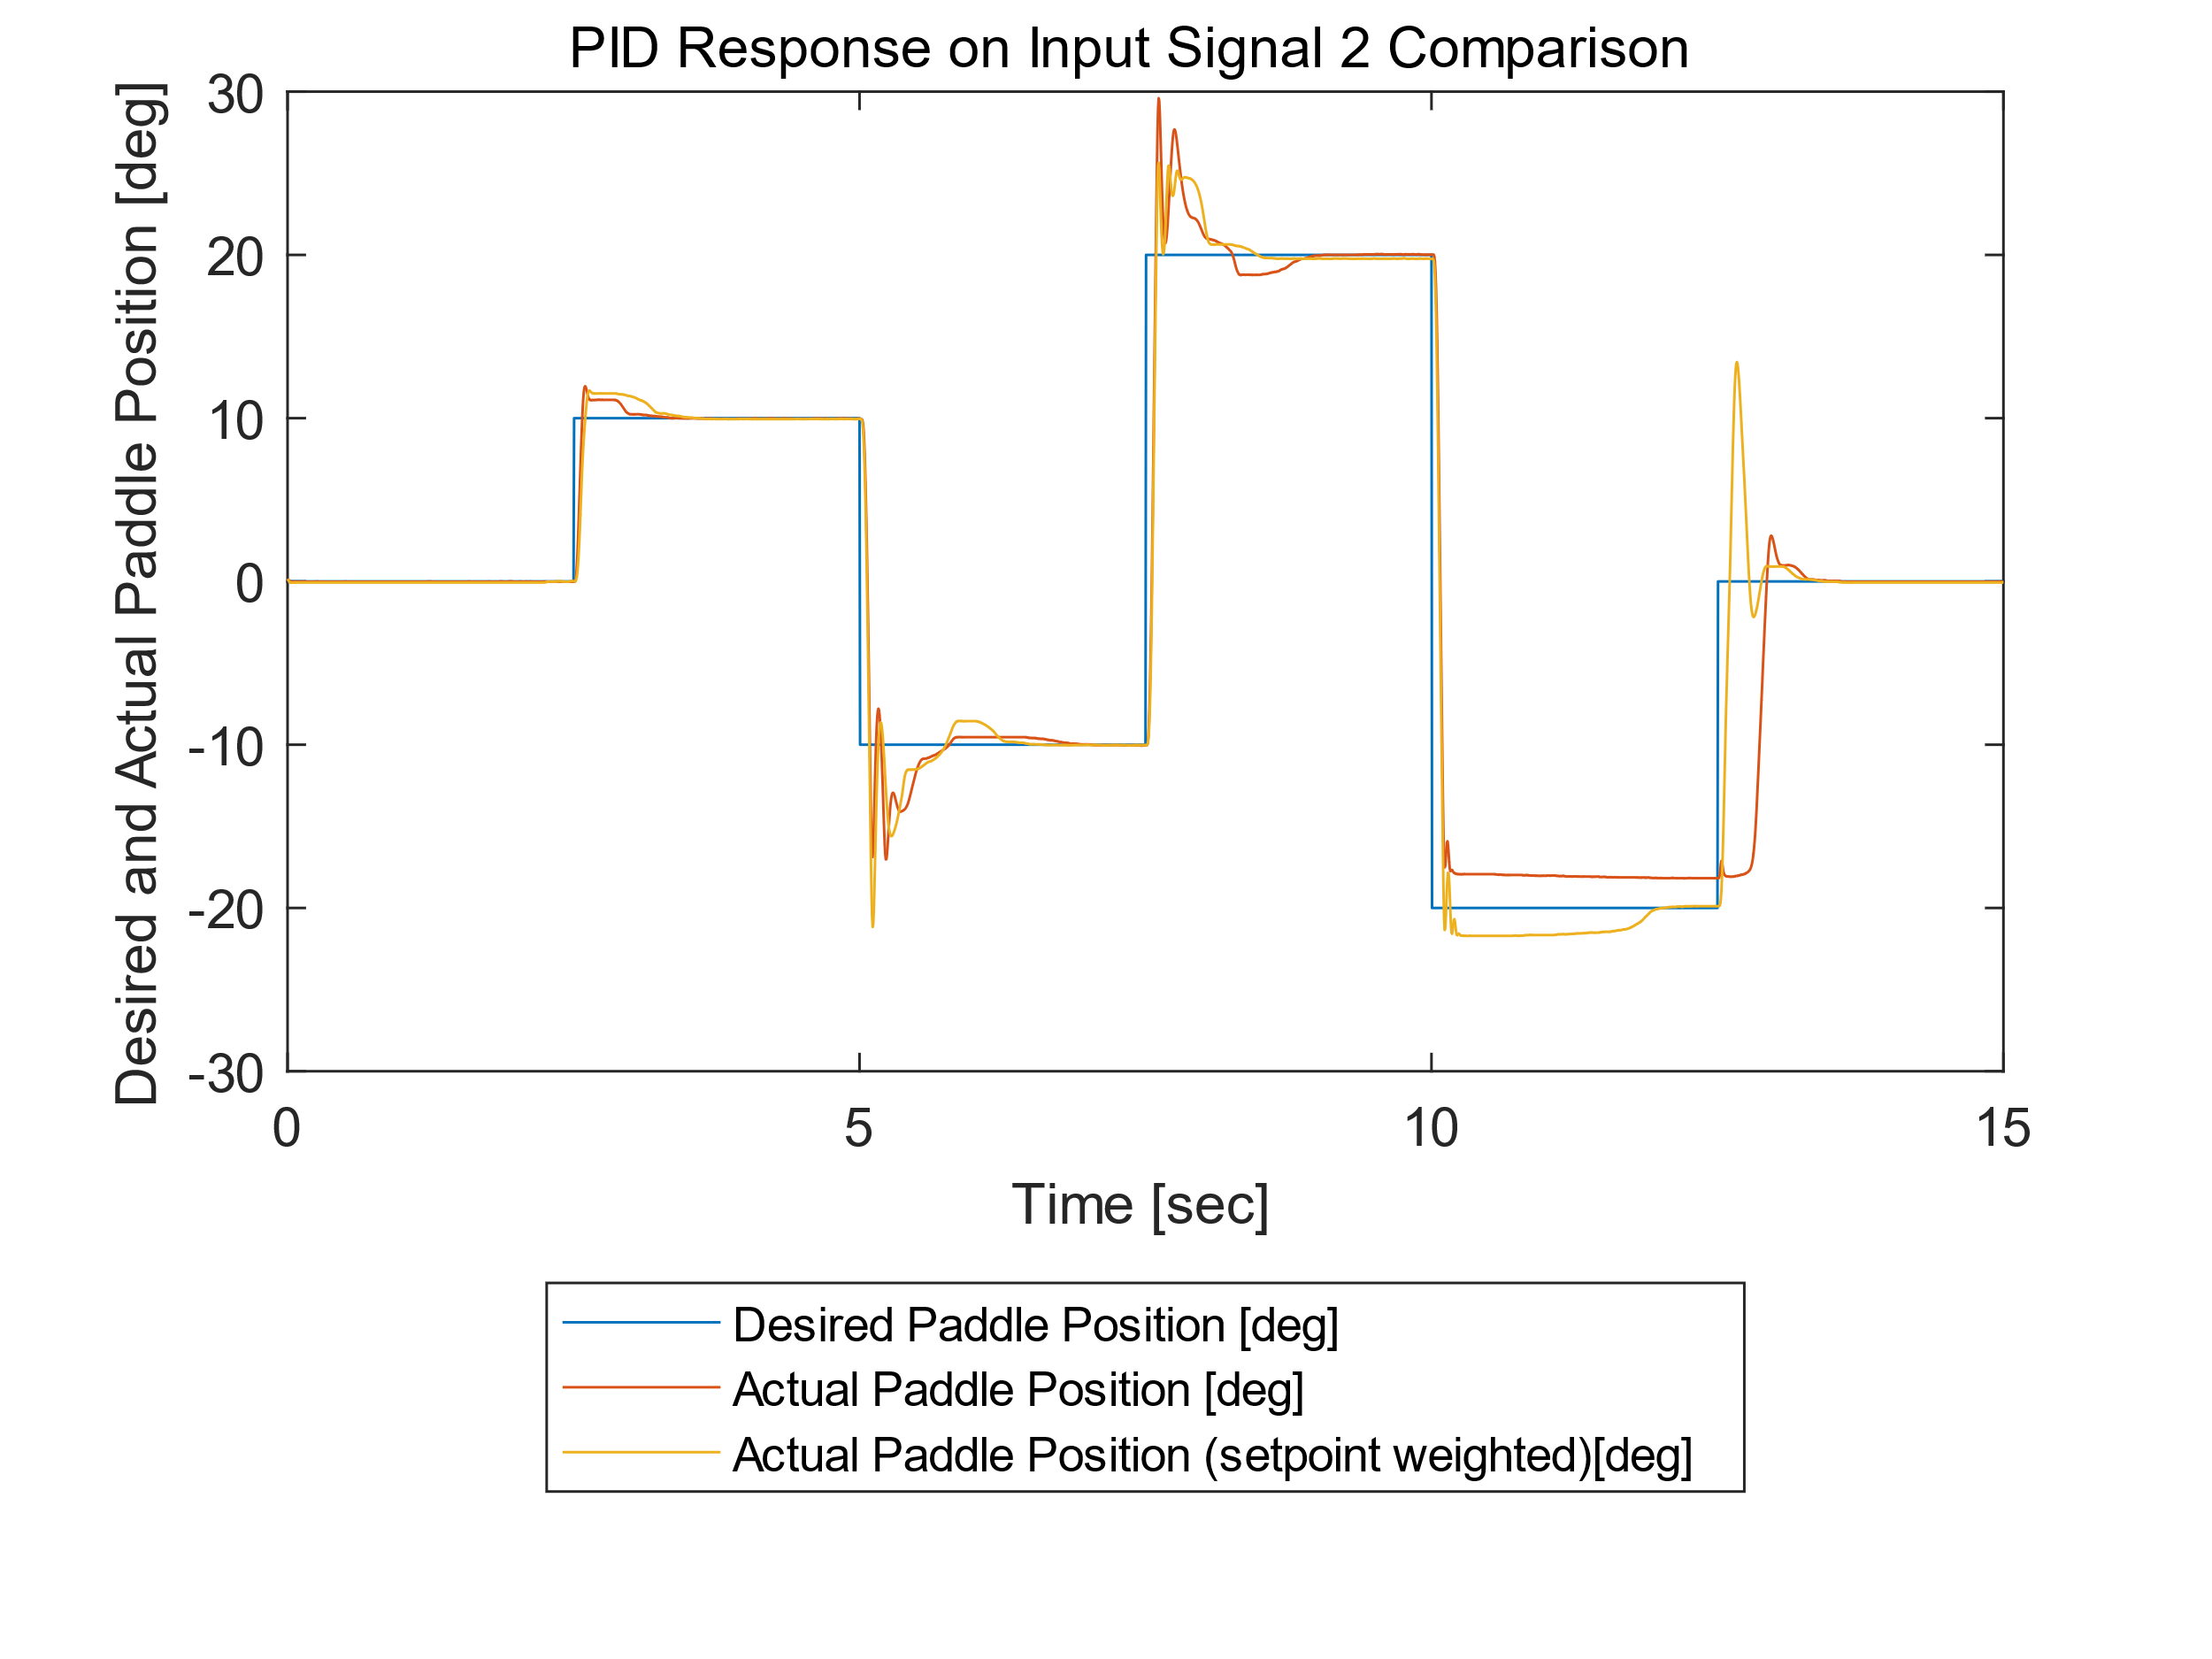 PID Response on Input Signal 2 Comparison
Desired and Actual Paddle Position [deg]
30
20
10
0
-10
-20
-30
0 5 10 15
Time [sec]
Desired Paddle Position [deg]
Actual Paddle Position [deg]
Actual Paddle Position (setpoint weighted)[deg]